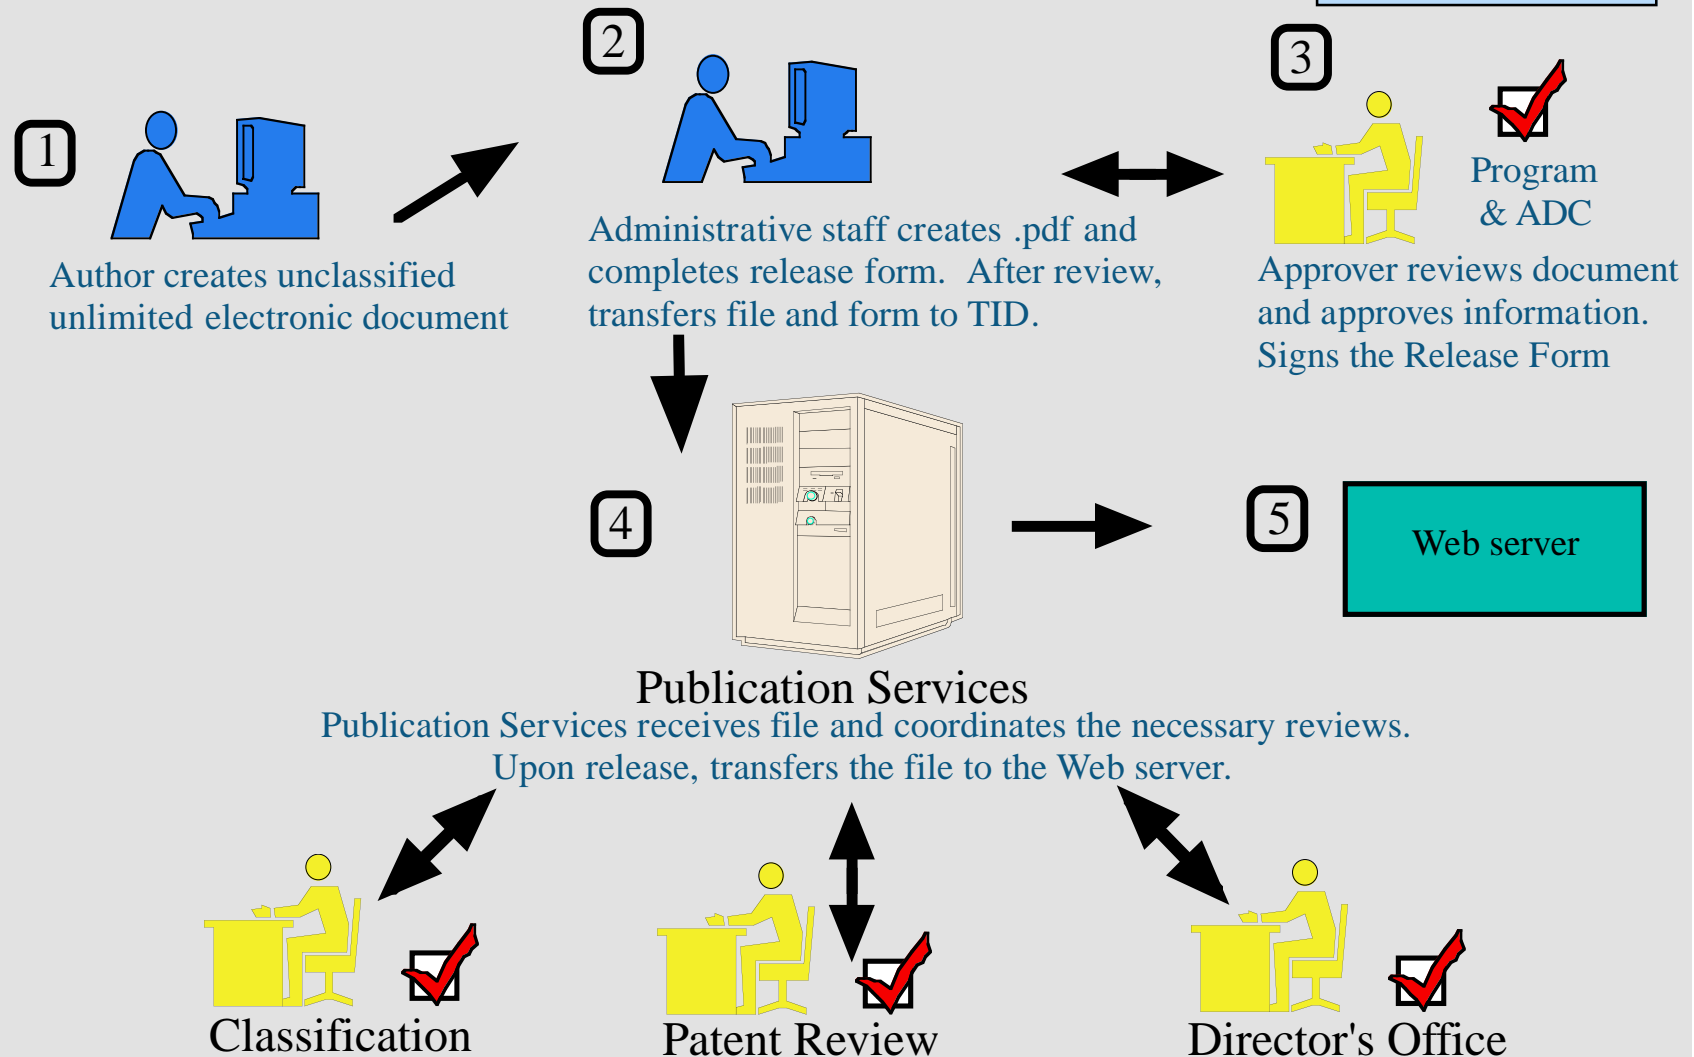 1
Author creates unclassified
unlimited electronic document
2
Administrative staff creates .pdf and
completes release form.  After review,
transfers file and form to TID.
3
Program
& ADC
Approver reviews document
and approves information.
Signs the Release Form
4
Publication Services
Publication Services receives file and coordinates the necessary reviews.
Upon release, transfers the file to the Web server.
5
Web server
Classification
Patent Review
Director's Office